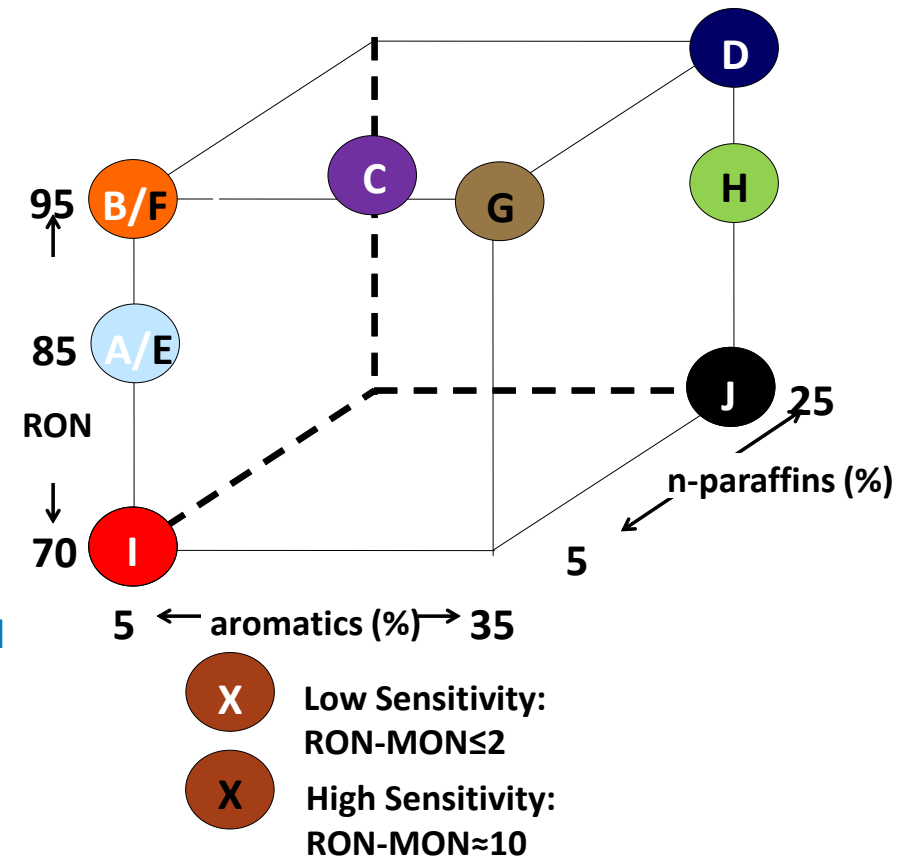 D
C
H
95
B/F
G
85
A/E
RON
J
25
n-paraffins (%)
70
I
5
5
aromatics (%)
35
X
Low Sensitivity:
RON-MON≤2
X
High Sensitivity:
RON-MON≈10